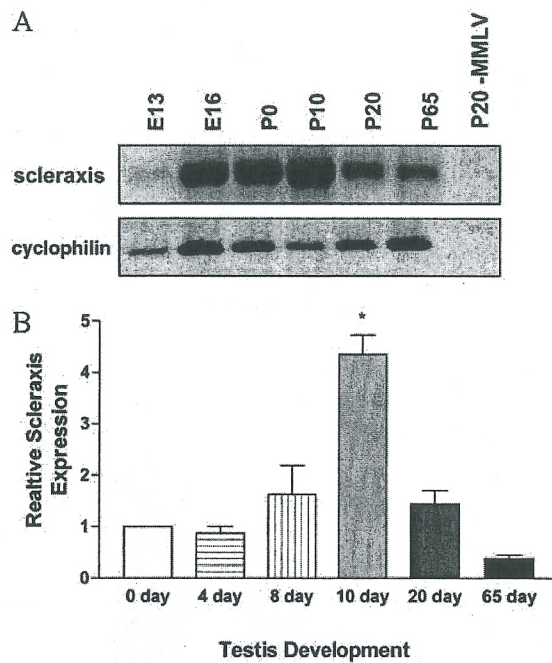 A
E13 E16 P0 P10 P20 P65 P20 -MMLV
scleraxis
cyclophilin
B
Realtive Scleraxis
Expression
5
4
3
2
1
0
*
0 day 4 day 8 day 10 day 20 day 65 day
Testis Development